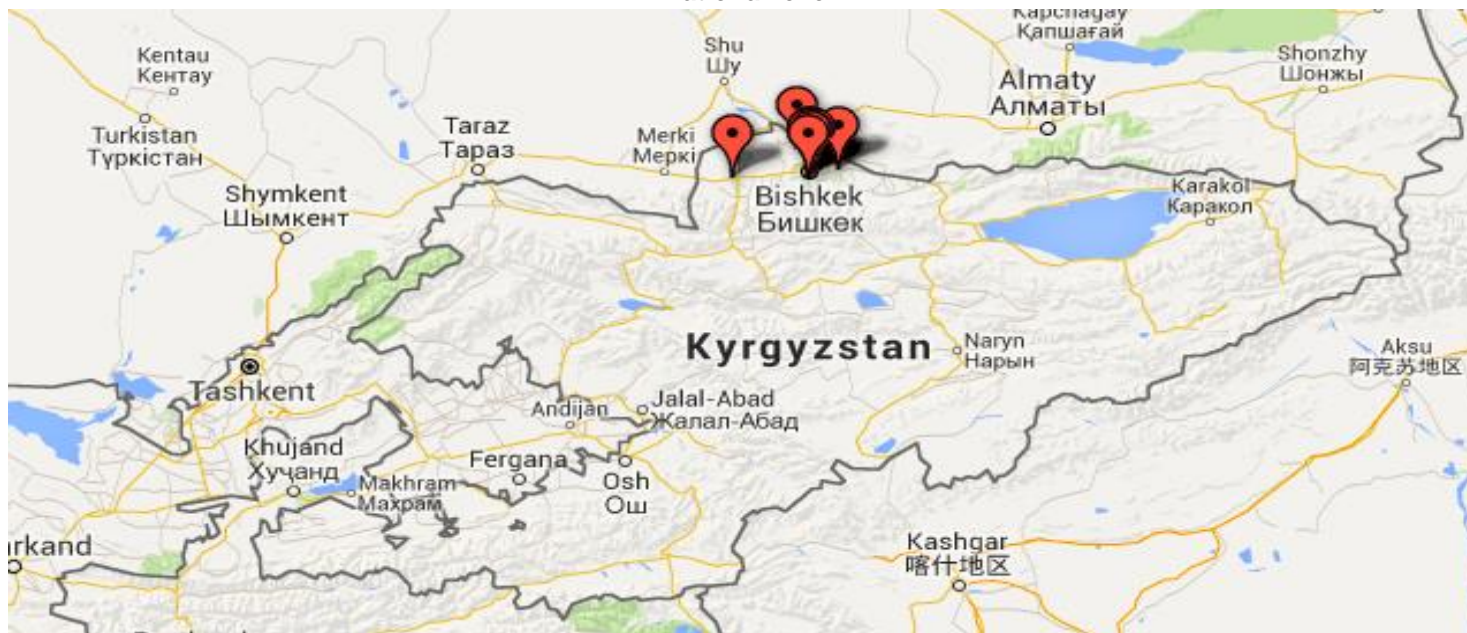 Kapchagay
Қапшағай
Kentau
Кентау
Shu
Шу
Shonzhy
Шонжы
Almaty
Алматы
Turkistan
Түркістан
Taraz
Тараз
Merki
Меркі
Shymkent
Шымкент
Bishkek
Бишкек
Karakol
Каракол
Kyrgyzstan
Naryn
Нарын
Aksu
阿克苏地区
Tashkent
Andijan
Jalal-Abad
Жалал-Абад
Khujand
Хуҷанд
Fergana
Makhram
Махрам
Osh
Ош
arkand
Kashgar
喀什地区